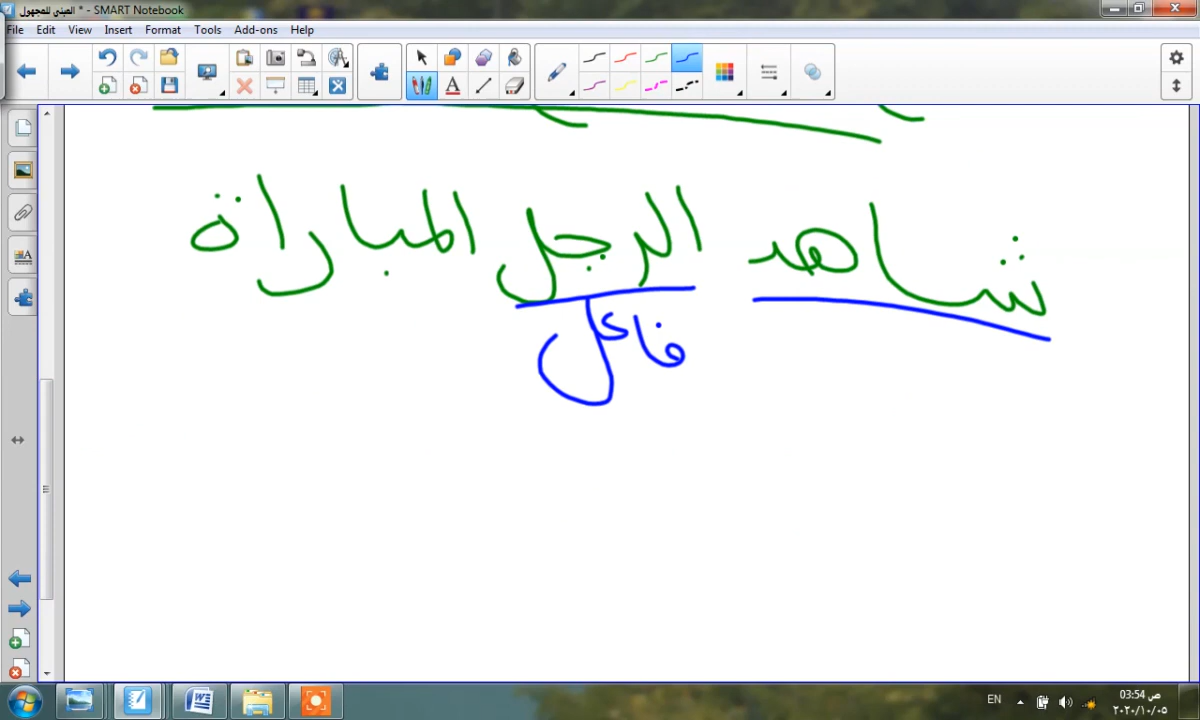 المبني للمجهول * - SMART Notebook
File Edit View Insert Format Tools Add-ons Help
شاهد الرجل المباراة
فاعل
EN
03:54 ص
٢٠٢٠/١٠/٠٥